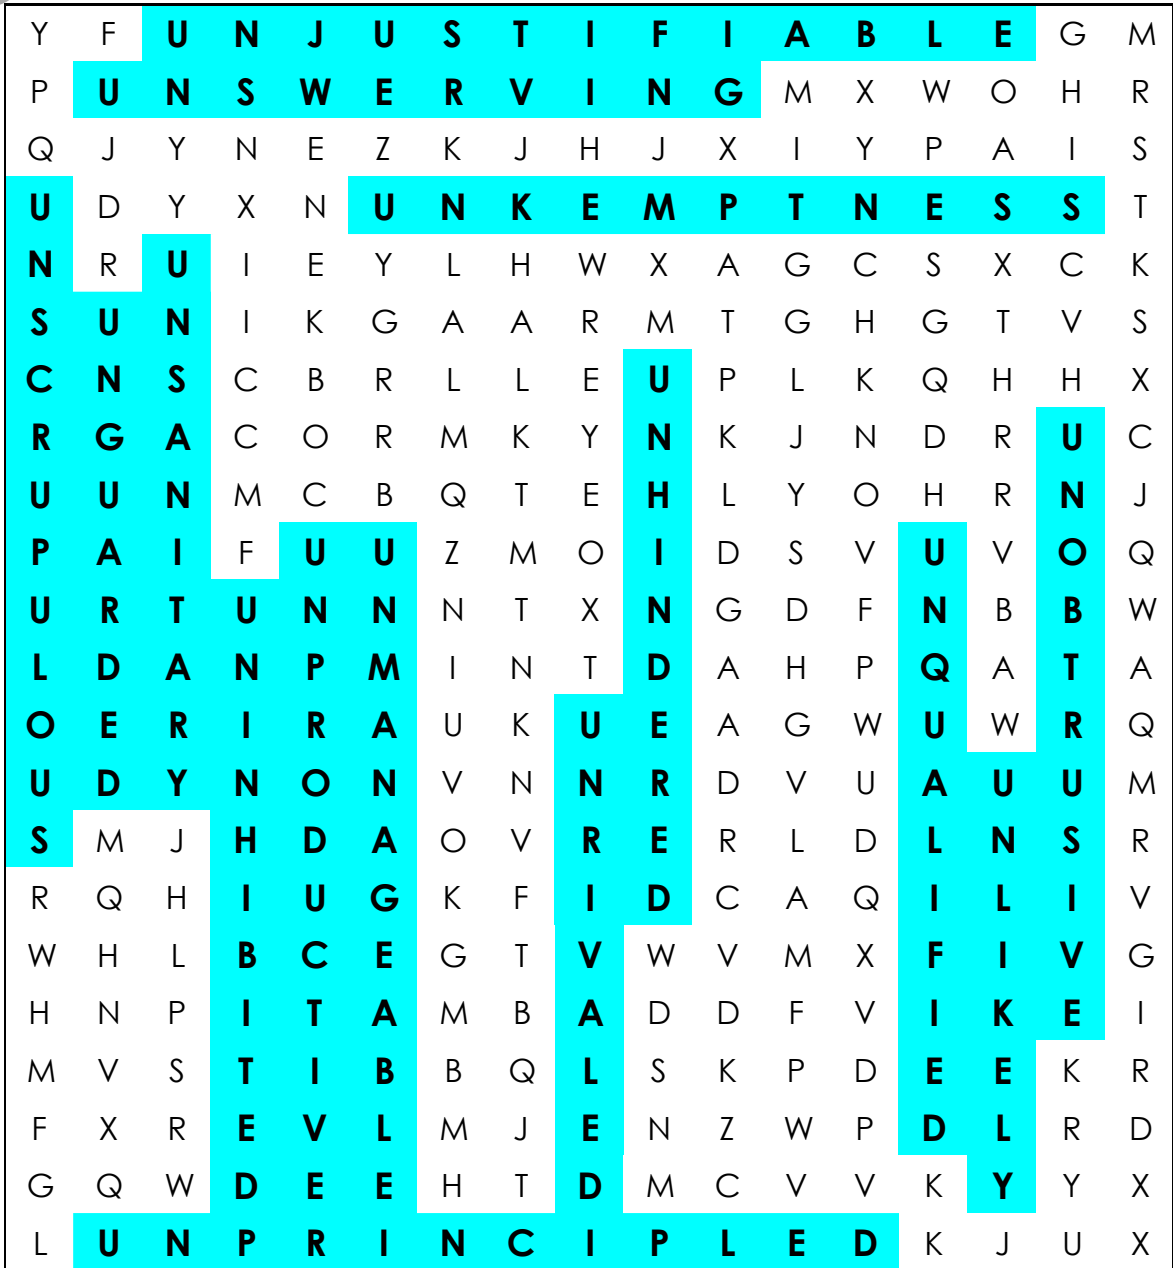 Y F U N J U S T I F I A B L E G M
P U N S W E R V I N G M X W O H R
Q J Y N E Z K J H J X I Y P A I S
U D Y X N U N K E M P T N E S S T
N R U I E Y L H W X A G C S X C K
S U N I K G A A R M T G H G T V S
C N S C B R L L E U P L K Q H H X
R G A C O R M K Y N K J N D R U C
U U N M C B Q T E H L Y O H R N J
P A I F U U Z M O I D S V U V O Q
U R T U N N N T X N G D F N B B W
L D A N P M I N T D A H P Q A T A
O E R I R A U K U E A G W U W R Q
U D Y N O N V N N R D V U A U U M
S M J H D A O V R E R L D L N S R
R Q H I U G K F I D C A Q I L I V
W H L B C E G T V W V M X F I V G
H N P I T A M B A D D F V I K E I
M V S T I B B Q L S K P D E E K R
F X R E V L M J E N Z W P D L R D
G Q W D E E H T D M C V V K Y Y X
L U N P R I N C I P L E D K J U X